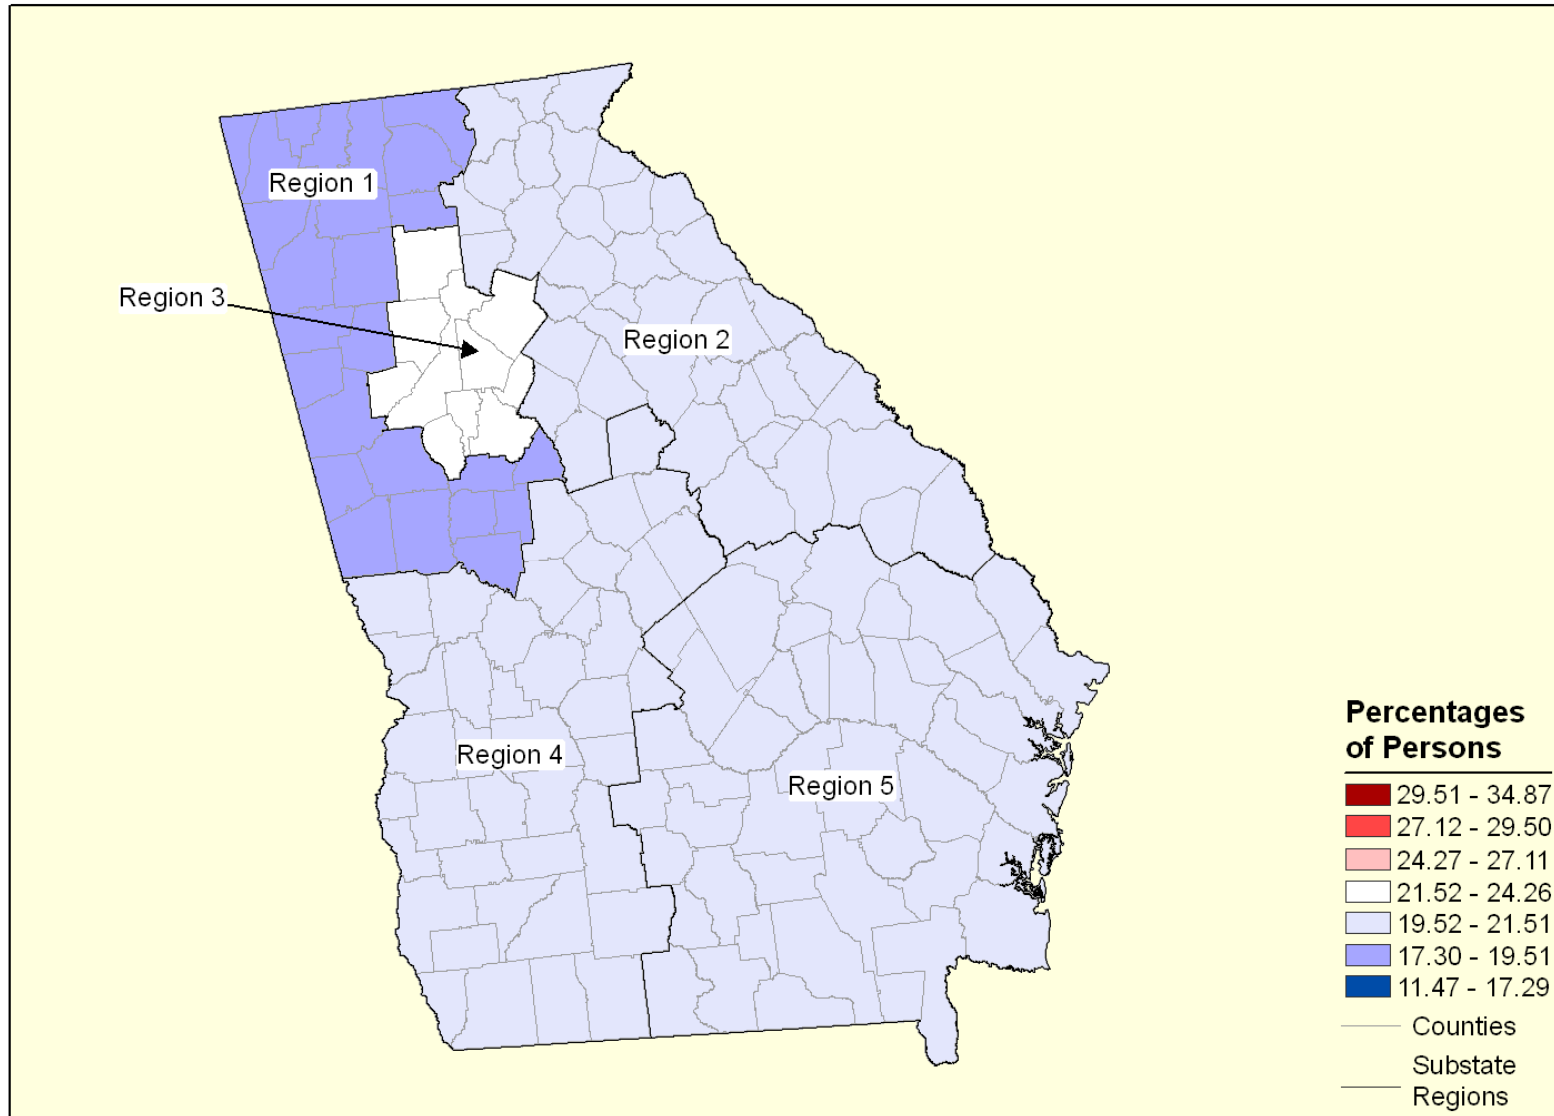 Region 1
Region 3
Region 2
Region 4
Region 5
Percentages
of Persons
29.51 - 34.87
27.12 - 29.50
24.27 - 27.11
21.52 - 24.26
19.52 - 21.51
17.30 - 19.51
11.47 - 17.29
Counties
Substate
Regions